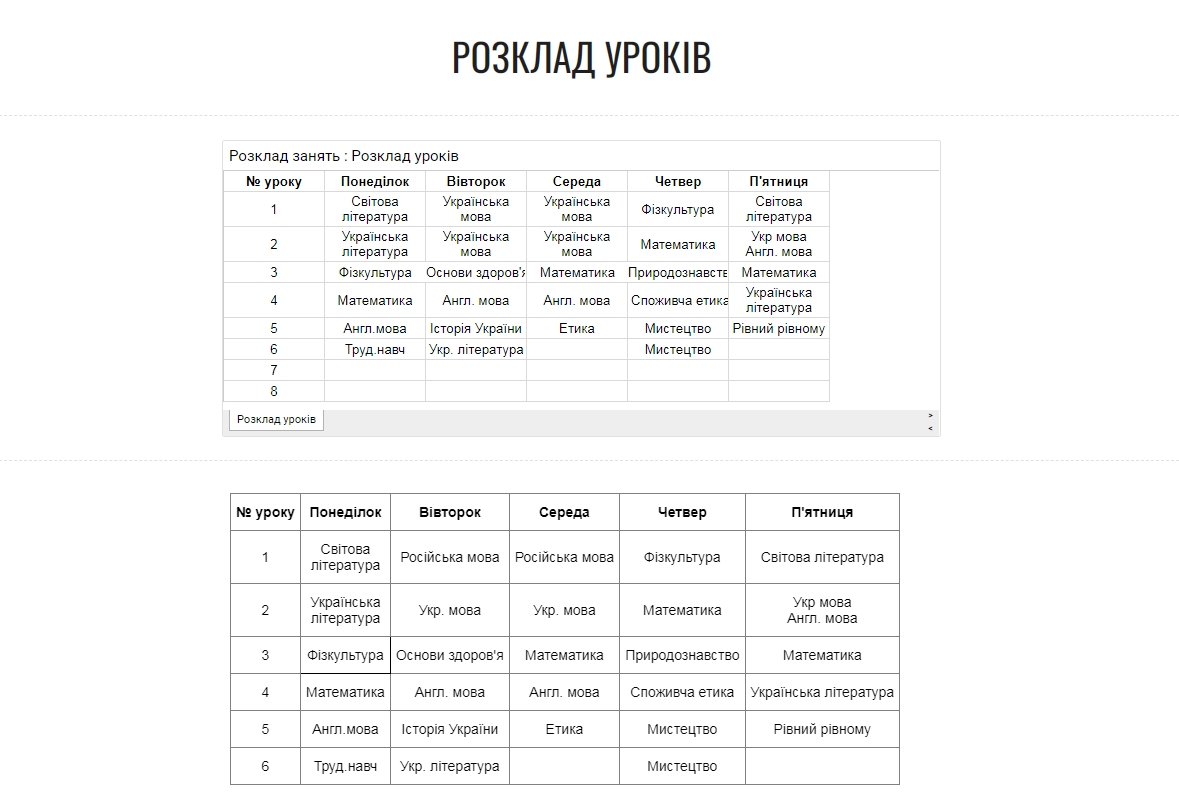 РОЗКЛАД УРОКІВ
Розклад занять : Розклад уроків
№ уроку Понеділок Вівторок Середа Четвер П'ятниця
1 Світова література Українська мова Українська мова Фізкультура Світова література
2 Українська література Українська мова Українська мова Математика Укр мова Англ. мова
3 Фізкультура Основи здоров'я Математика Природознавств Математика
4 Математика Англ. мова Англ. мова Споживча етика Українська література
5 Англ.мова Історія України Етика Мистецтво Рівний рівному
6 Труд.навч Укр. література Мистецтво
7
8
Розклад уроків
> 
<
№ уроку Понеділок Вівторок Середа Четвер П'ятниця
1 Світова література Російська мова Російська мова Фізкультура Світова література
2 Українська література Укр. мова Укр. мова Математика Укр мова Англ. мова
3 Фізкультура Основи здоров'я Математика Природознавство Математика
4 Математика Англ. мова Англ. мова Споживча етика Українська література
5 Англ.мова Історія України Етика Мистецтво Рівний рівному
6 Труд.навч Укр. література Мистецтво